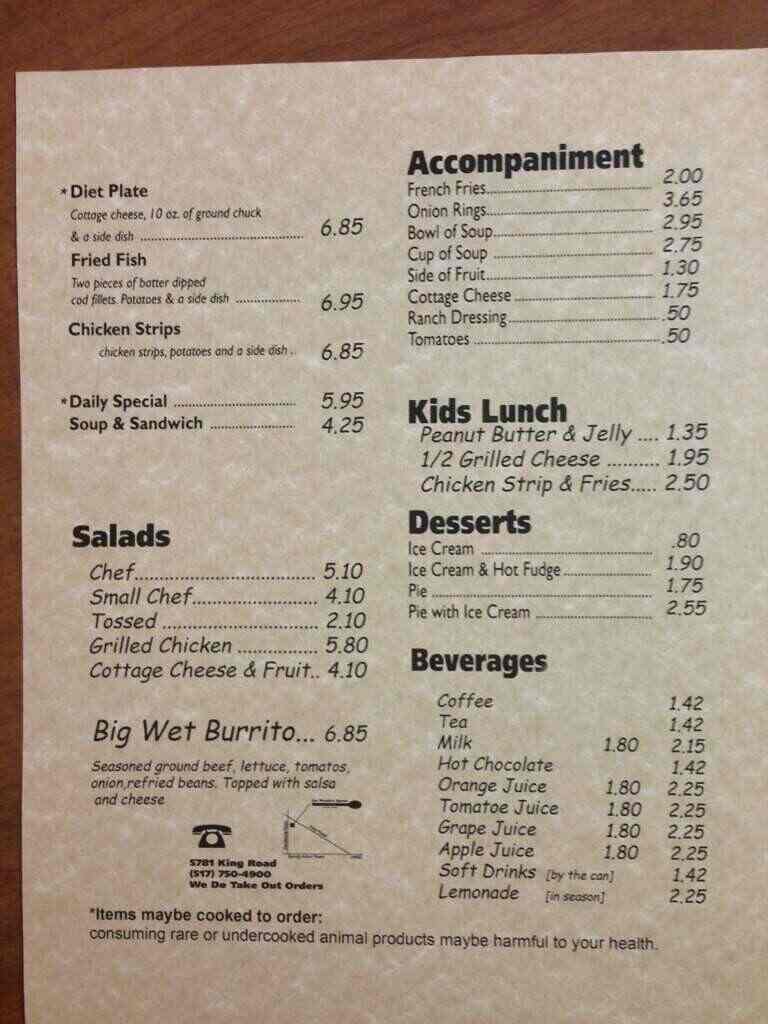 *Diet Plate
Cottage cheese, 10 oz. of ground chuck
& a side dish ........................................ 6.85
Fried Fish
Two pieces of batter dipped
cod fillets. Potatoes & a side dish ................ 6.95
Chicken Strips
chicken strips, potatoes and a side dish .. 6.85
*Daily Special .............................. 5.95
Soup & Sandwich ..................... 4.25
Salads
Chef............................. 5.10
Small Chef.................... 4.10
Tossed ......................... 2.10
Grilled Chicken ............. 5.80
Cottage Cheese & Fruit.. 4.10
Big Wet Burrito... 6.85
Seasoned ground beef, lettuce, tomatos,
onion,refried beans. Topped with salsa
and cheese
5781 King Road
(517) 750-4900
We Do Take Out Orders
Accompaniment
French Fries.................................. 2.00
Onion Rings.................................. 3.65
Bowl of Soup................................ 2.95
Cup of Soup ................................ 2.75
Side of Fruit.................................. 1.30
Cottage Cheese ........................... 1.75
Ranch Dressing............................. .50
Tomatoes ..................................... .50
Kids Lunch
Peanut Butter & Jelly .... 1.35
1/2 Grilled Cheese .......... 1.95
Chicken Strip & Fries..... 2.50
Desserts
Ice Cream .................................... .80
Ice Cream & Hot Fudge ................ 1.90
Pie ............................................... 1.75
Pie with Ice Cream ....................... 2.55
Beverages
Coffee 1.42
Tea 1.42
Milk 1.80 2.15
Hot Chocolate 1.42
Orange Juice 1.80 2.25
Tomatoe Juice 1.80 2.25
Grape Juice 1.80 2.25
Apple Juice 1.80 2.25
Soft Drinks [by the can] 1.42
Lemonade [in season] 2.25
*Items maybe cooked to order:
consuming rare or undercooked animal products maybe harmful to your health.